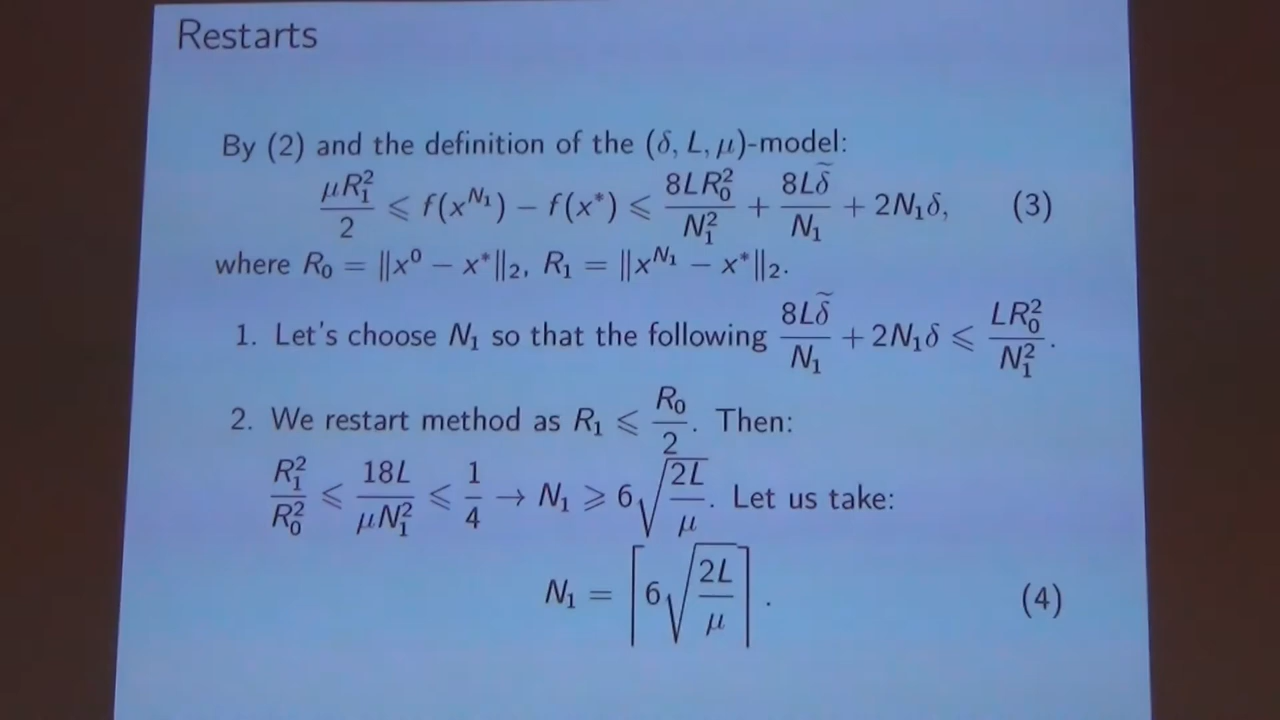 Restarts
By (2) and the definition of the (δ, L, μ)-model:
μR₁²/2 ⩽ f(x^{N₁}) − f(x*) ⩽ 8LR₀²/N₁² + 8Lδ̃/N₁ + 2N₁δ, (3)
where R₀ = ‖x⁰ − x*‖₂, R₁ = ‖x^{N₁} − x*‖₂.
1. Let's choose N₁ so that the following 8Lδ̃/N₁ + 2N₁δ ⩽ LR₀²/N₁².
2. We restart method as R₁ ⩽ R₀/2. Then:
R₁²/R₀² ⩽ 18L/μN₁² ⩽ 1/4 → N₁ ⩾ 6√(2L/μ). Let us take:
N₁ = ⌈6√(2L/μ)⌉. (4)